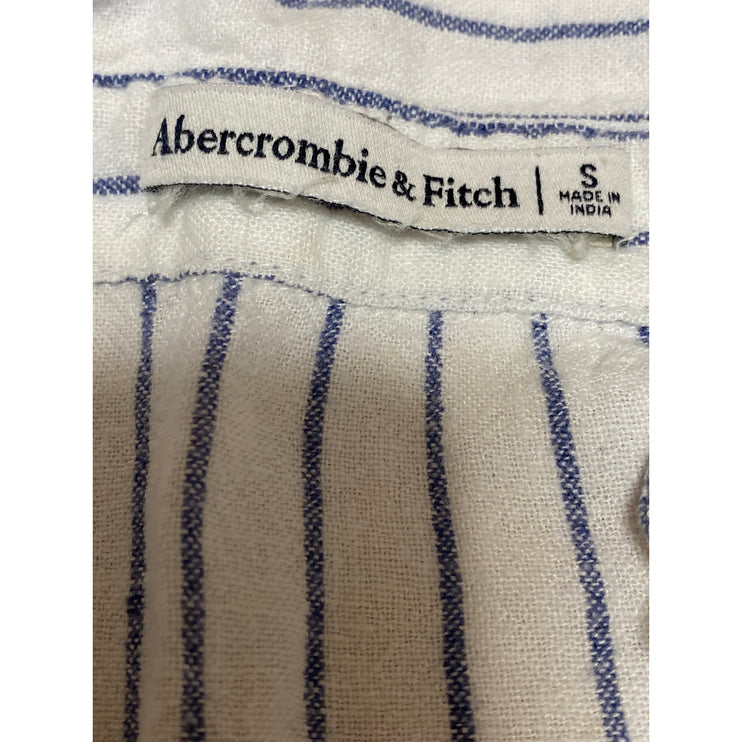 Abercrombie & Fitch
S
MADE IN
INDIA